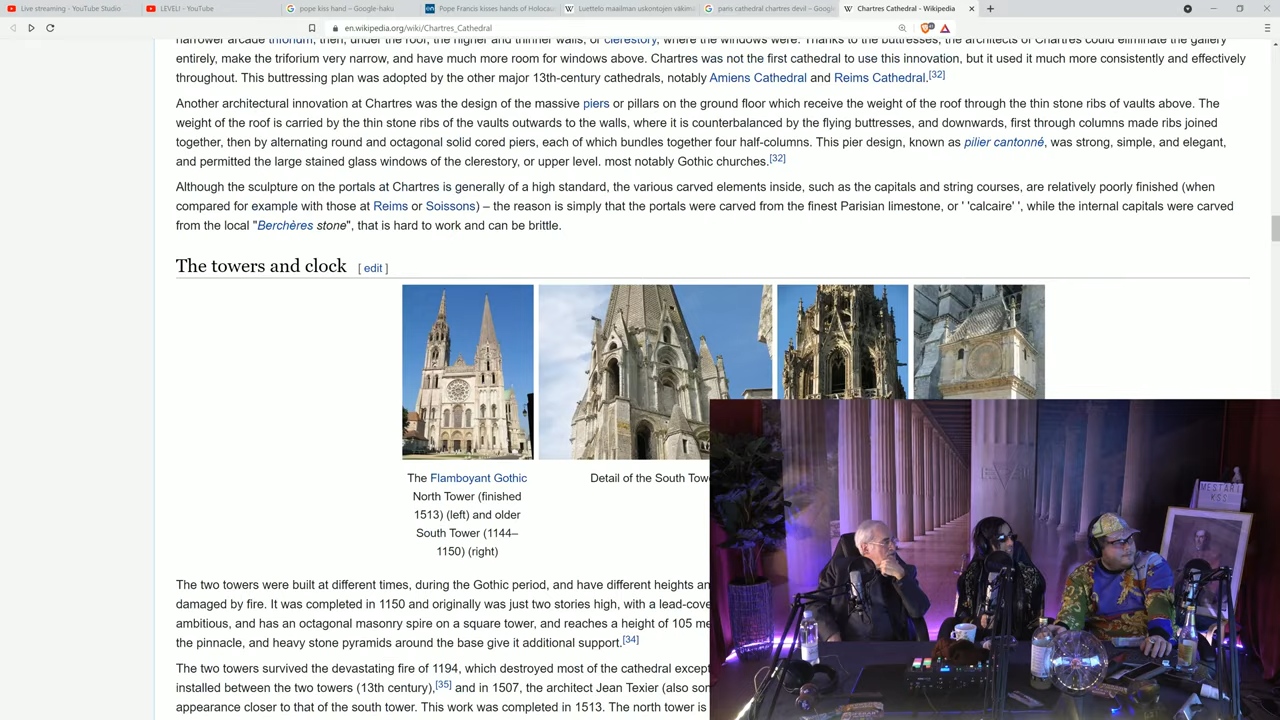 Live streaming - YouTube Studio
LEVELI - YouTube
pope kiss hand – Google-haku
Pope Francis kisses hands of Holocau
Luettelo maailman uskontojen väkim
paris cathedral chartres devil – Googl
Chartres Cathedral - Wikipedia
en.wikipedia.org/wiki/Chartres_Cathedral
triforium, then, under the roof, the higher and thinner walls, or clerestory, where the windows were. Thanks to the buttresses, the architects of Chartres could eliminate the gallery
entirely, make the triforium very narrow, and have much more room for windows above. Chartres was not the first cathedral to use this innovation, but it used it much more consistently and effectively
throughout. This buttressing plan was adopted by the other major 13th-century cathedrals, notably Amiens Cathedral and Reims Cathedral.[32]
Another architectural innovation at Chartres was the design of the massive piers or pillars on the ground floor which receive the weight of the roof through the thin stone ribs of vaults above. The
weight of the roof is carried by the thin stone ribs of the vaults outwards to the walls, where it is counterbalanced by the flying buttresses, and downwards, first through columns made ribs joined
together, then by alternating round and octagonal solid cored piers, each of which bundles together four half-columns. This pier design, known as pilier cantonné, was strong, simple, and elegant,
and permitted the large stained glass windows of the clerestory, or upper level. most notably Gothic churches.[32]
Although the sculpture on the portals at Chartres is generally of a high standard, the various carved elements inside, such as the capitals and string courses, are relatively poorly finished (when
compared for example with those at Reims or Soissons) – the reason is simply that the portals were carved from the finest Parisian limestone, or ' 'calcaire' ', while the internal capitals were carved
from the local "Berchères stone", that is hard to work and can be brittle.
The towers and clock [ edit ]
The Flamboyant Gothic
North Tower (finished
1513) (left) and older
South Tower (1144–
1150) (right)
Detail of the South Tow
The two towers were built at different times, during the Gothic period, and have different heights an
damaged by fire. It was completed in 1150 and originally was just two stories high, with a lead-cove
ambitious, and has an octagonal masonry spire on a square tower, and reaches a height of 105 me
the pinnacle, and heavy stone pyramids around the base give it additional support.[34]
The two towers survived the devastating fire of 1194, which destroyed most of the cathedral except
installed between the two towers (13th century),[35] and in 1507, the architect Jean Texier (also som
appearance closer to that of the south tower. This work was completed in 1513. The north tower is
MESTARI